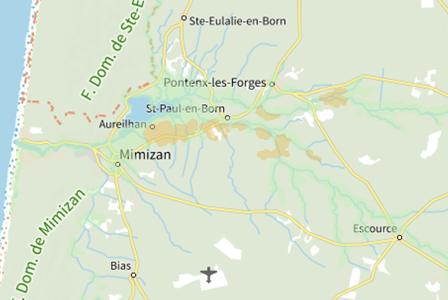 Ste-Eulalie-en-Born
F. Dom. de Ste-E
Pontenx-les-Forges
St-Paul-en-Born
Aureilhan
Mimizan
Dom. de Mimizan
Escource
Bias